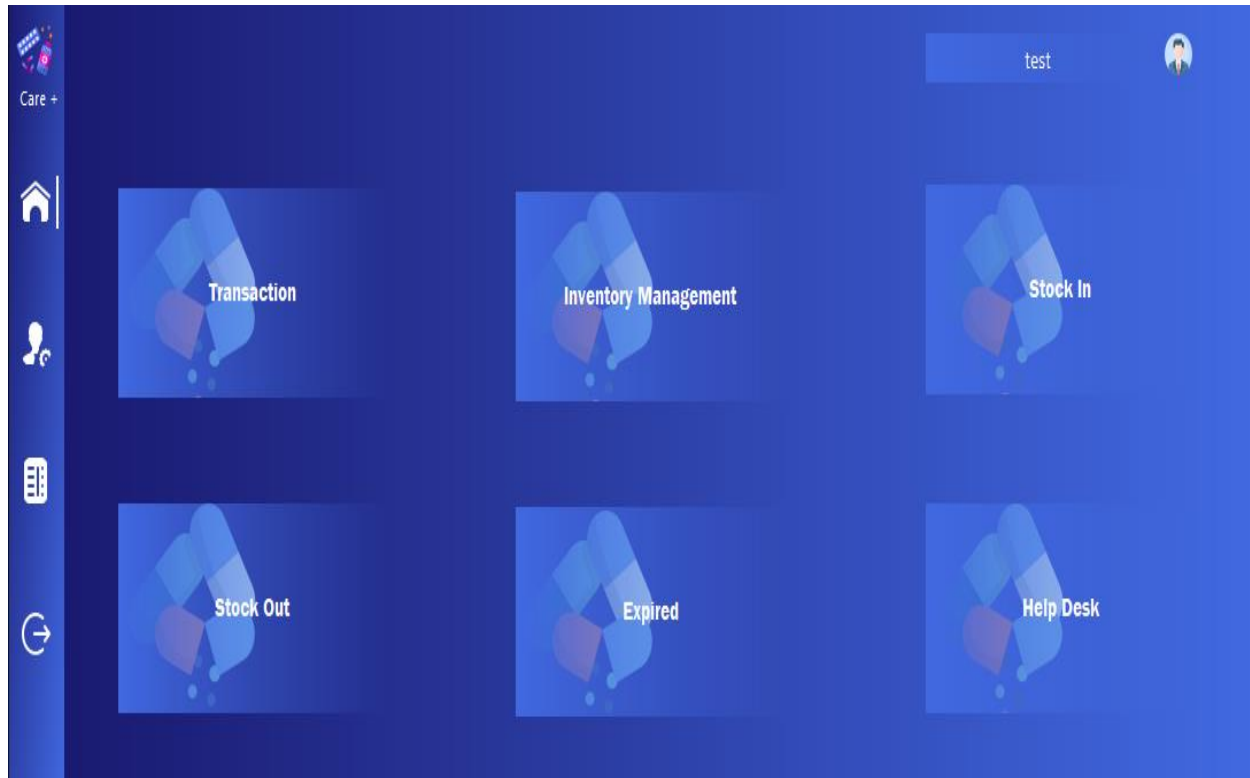 Care +
test
Transaction
Inventory Management
Stock In
Stock Out
Expired
Help Desk